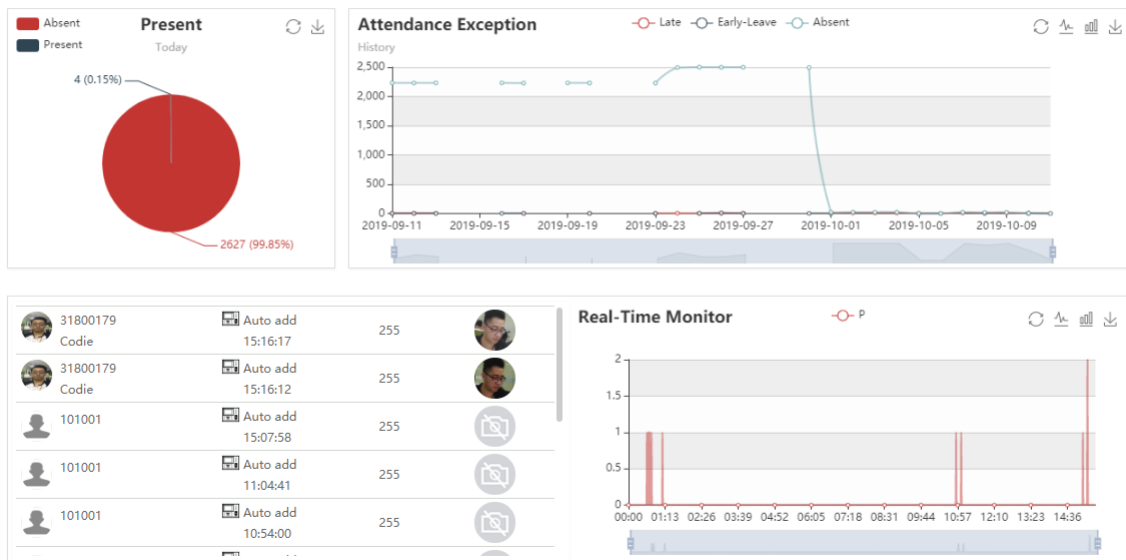 Absent
Present
Present
Today
4 (0.15%)
2627 (99.85%)
Attendance Exception
History
Late
Early-Leave
Absent
2,500
2,000
1,500
1,000
500
0
2019-09-11 2019-09-15 2019-09-19 2019-09-23 2019-09-27 2019-10-01 2019-10-05 2019-10-09
31800179 Auto add 255
Codie 15:16:17
31800179 Auto add 255
Codie 15:16:12
101001 Auto add 255
15:07:58
101001 Auto add 255
11:04:41
101001 Auto add 255
10:54:00
Real-Time Monitor
P
2
1.5
1
0.5
0
00:00 01:13 02:26 03:39 04:52 06:05 07:18 08:31 09:44 10:57 12:10 13:23 14:36